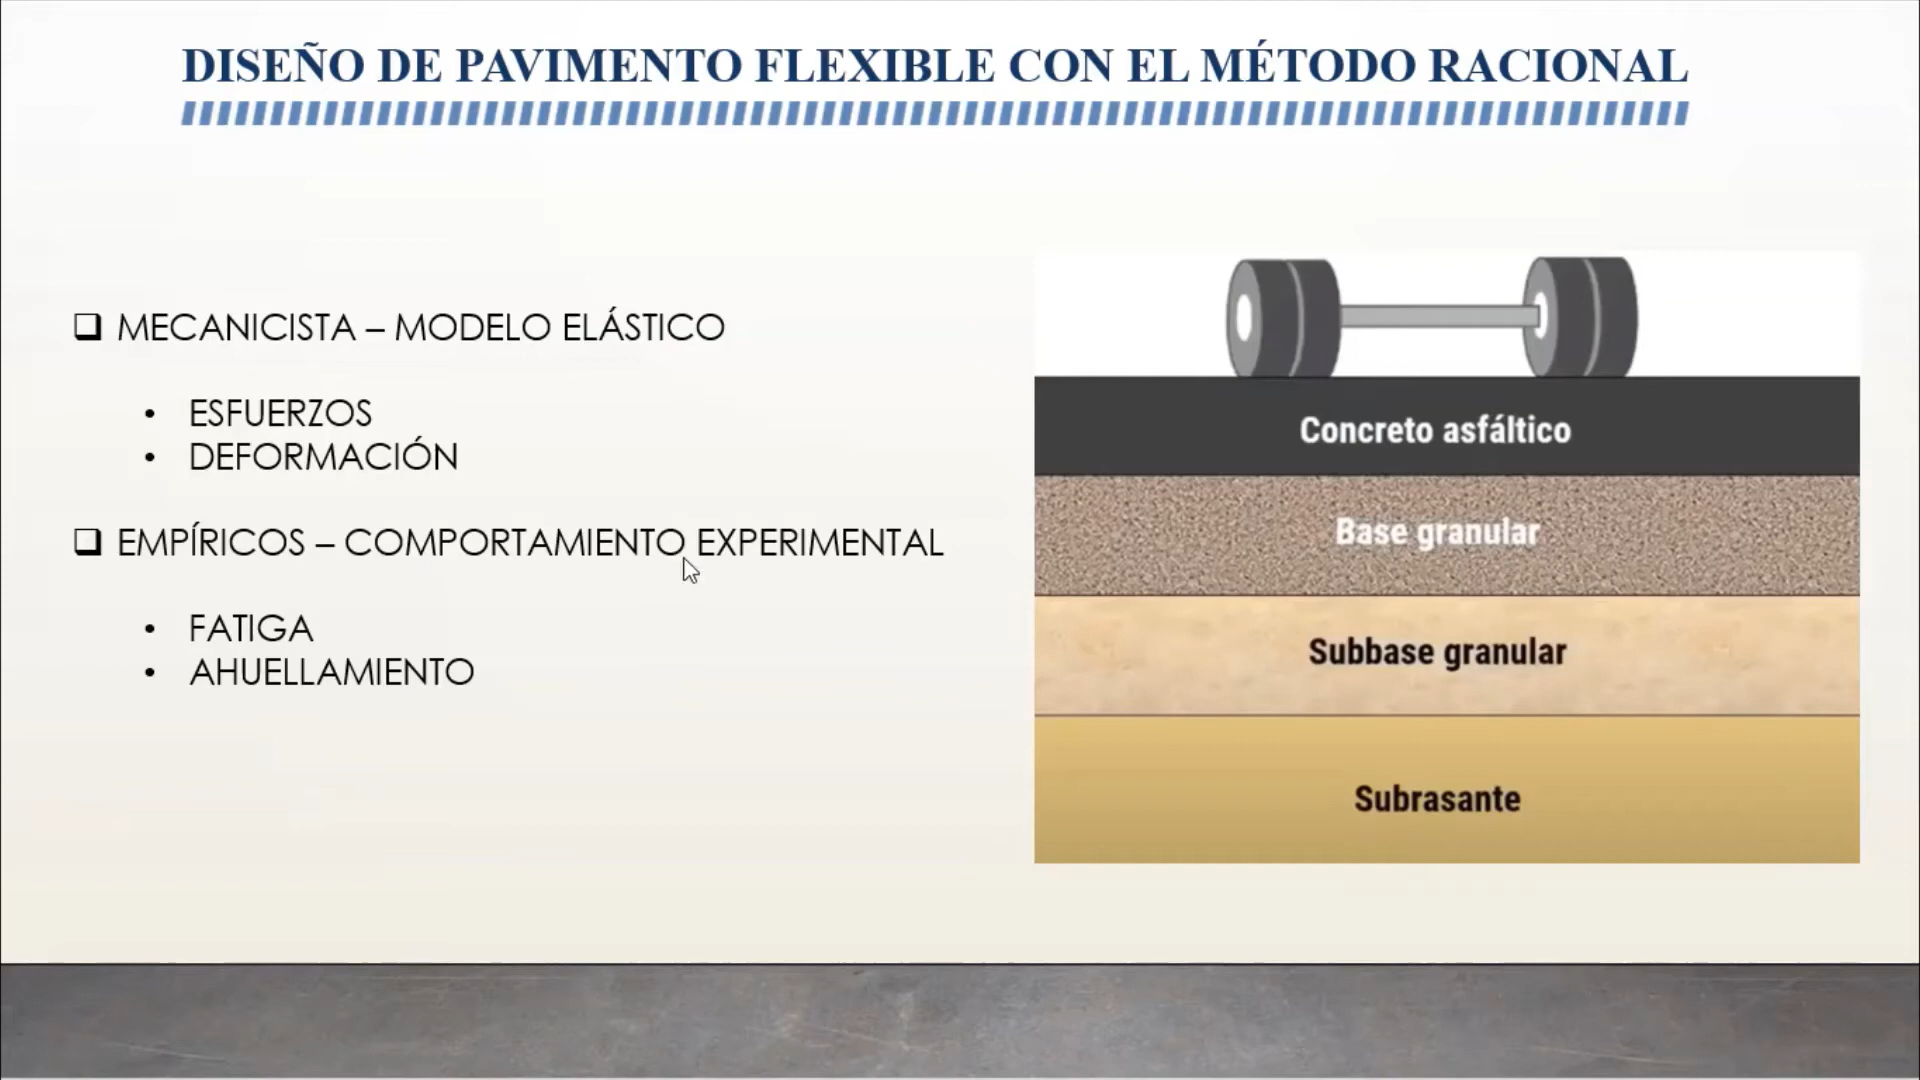 DISEÑO DE PAVIMENTO FLEXIBLE CON EL MÉTODO RACIONAL
MECANICISTA – MODELO ELÁSTICO
• ESFUERZOS
• DEFORMACIÓN
EMPÍRICOS – COMPORTAMIENTO EXPERIMENTAL
• FATIGA
• AHUELLAMIENTO
Concreto asfáltico
Base granular
Subbase granular
Subrasante